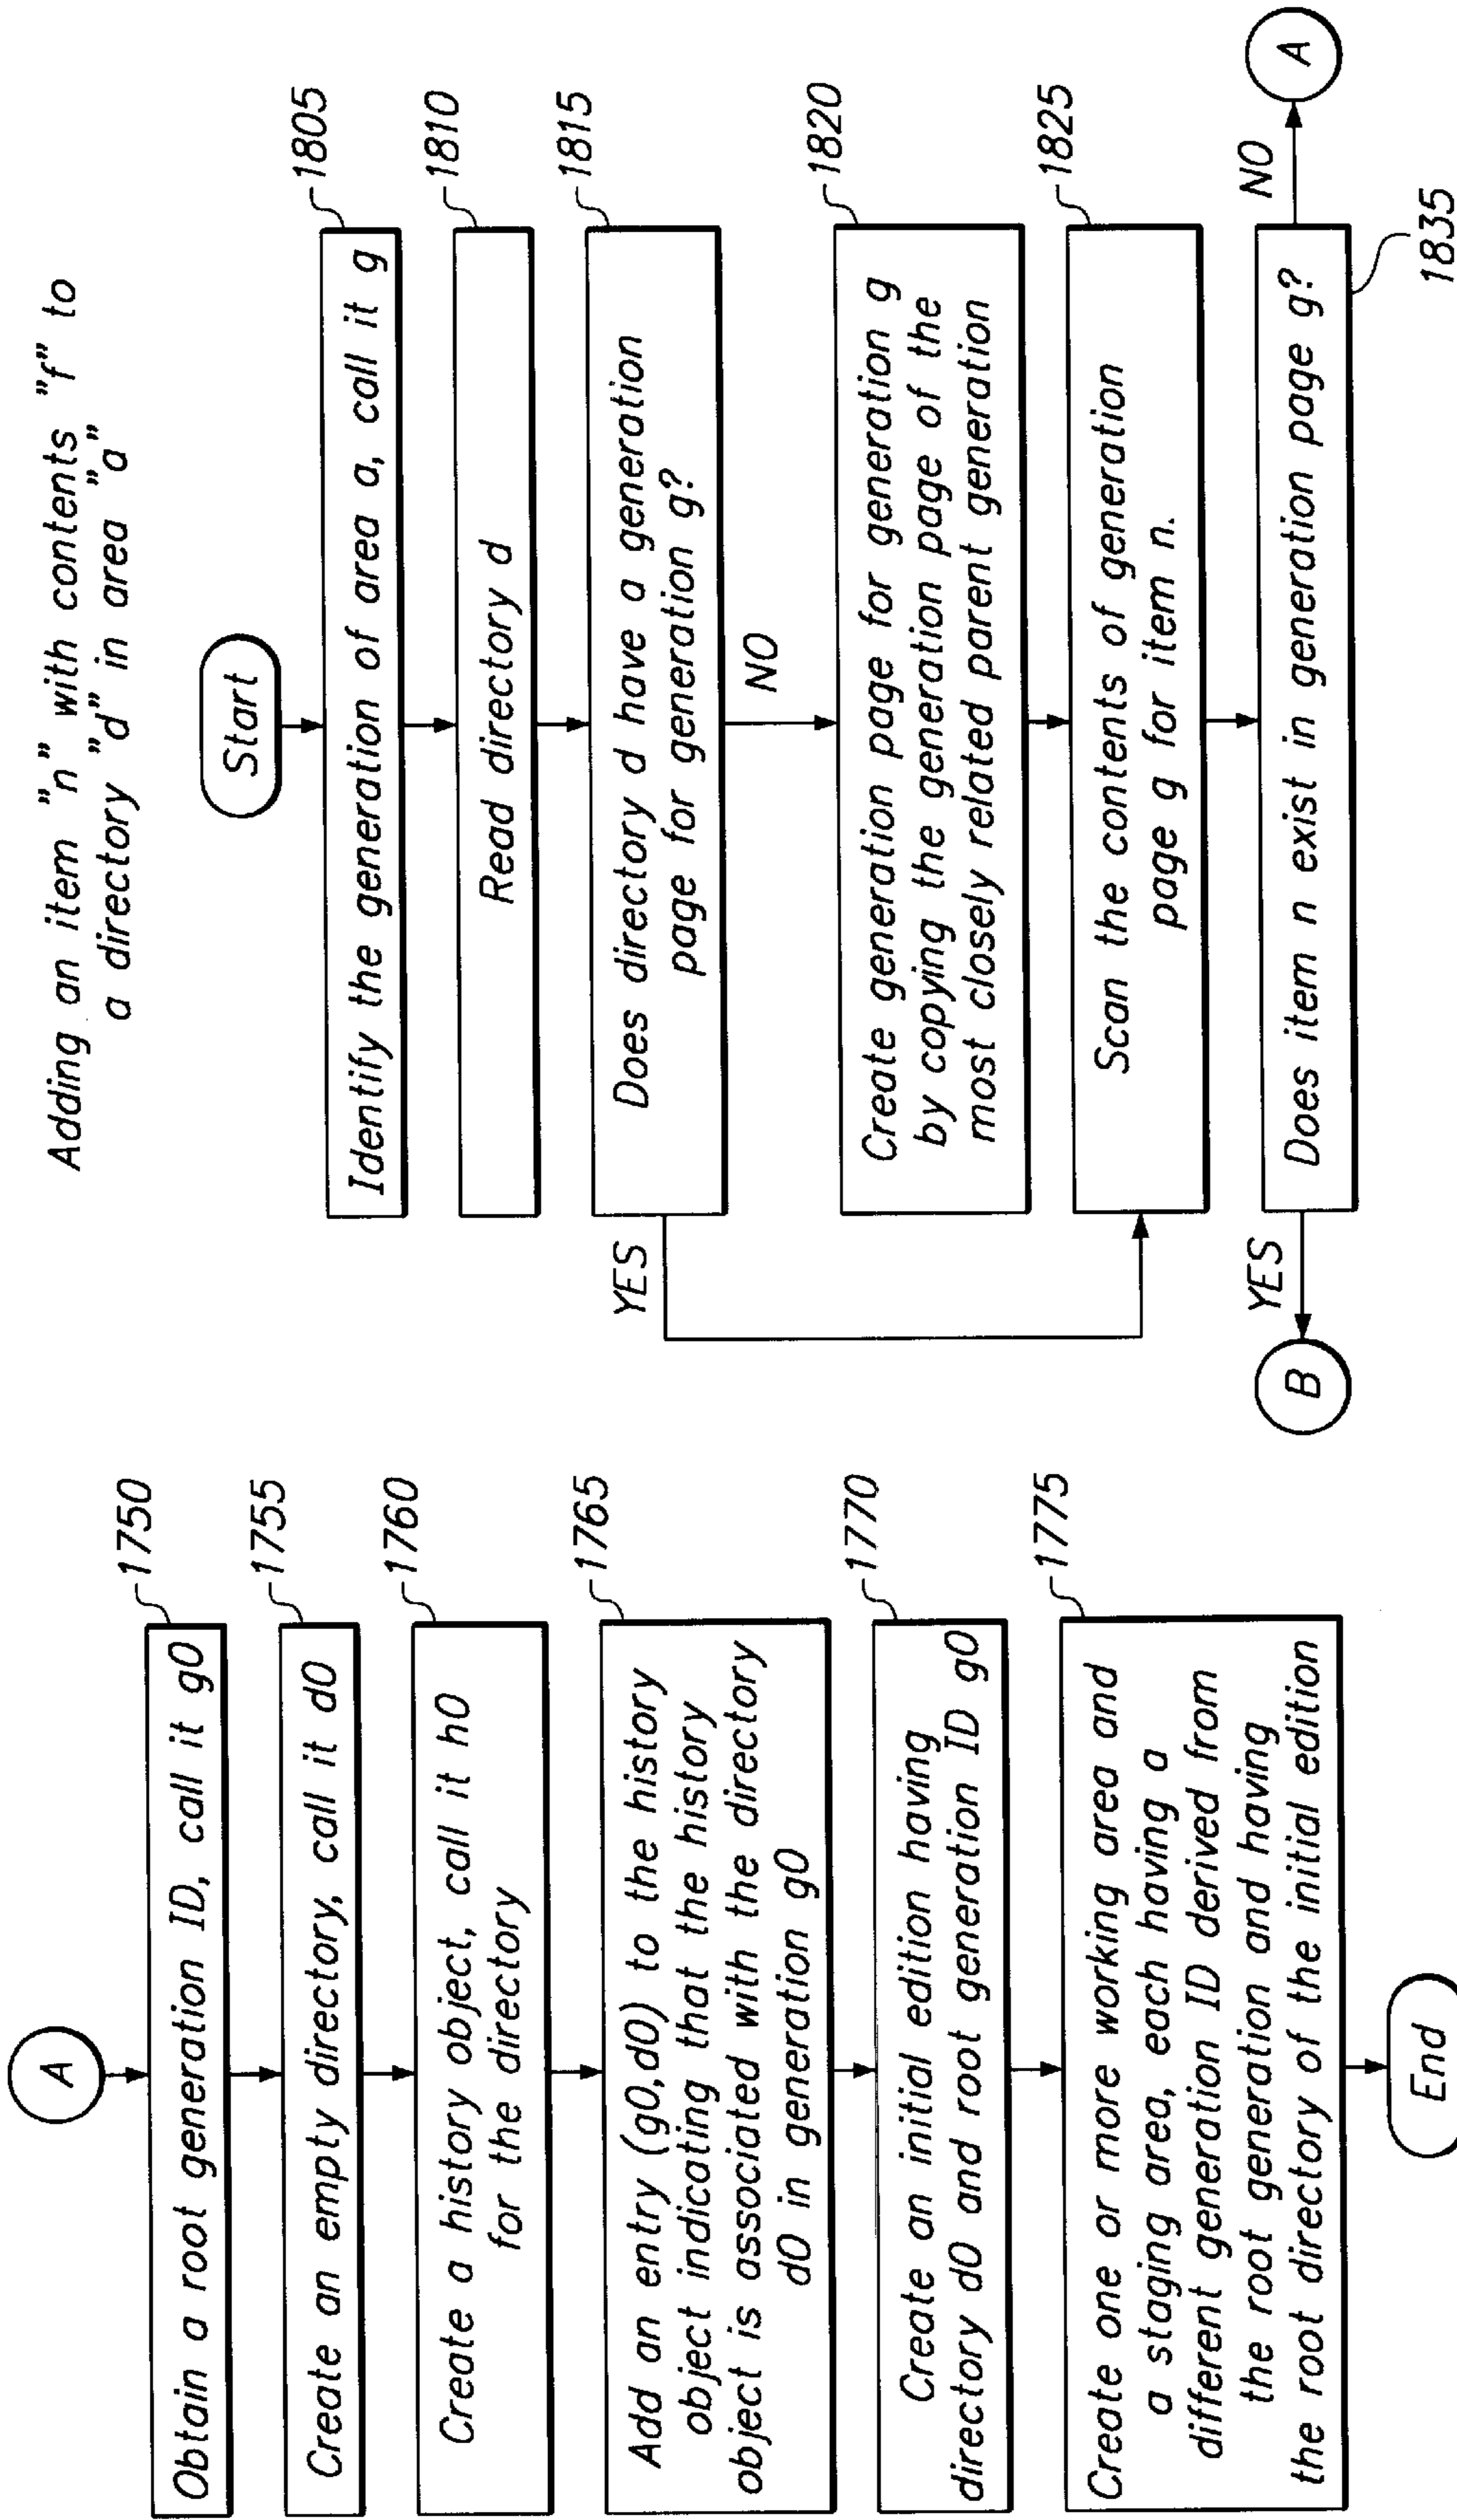 A
1750
Obtain a root generation ID, call it g0
1755
Create an empty directory, call it d0
1760
Create a history object, call it h0
for the directory
1765
Add an entry (g0,d0) to the history
object indicating that the history
object is associated with the directory
d0 in generation g0
1770
Create an initial edition having
directory d0 and root generation ID g0
1775
Create one or more working area and
a staging area, each having a
different generation ID derived from
the root generation and having
the root directory of the initial edition
End
Adding an item "n" with contents "f" to
a directory "d" in area "a"
Start
1805
Identify the generation of area a, call it g
1810
Read directory d
1815
Does directory d have a generation
page for generation g?
YES
NO
1820
Create generation page for generation g
by copying the generation page of the
most closely related parent generation
1825
Scan the contents of generation
page g for item n.
Does item n exist in generation page g?
1835
YES
B
NO
A